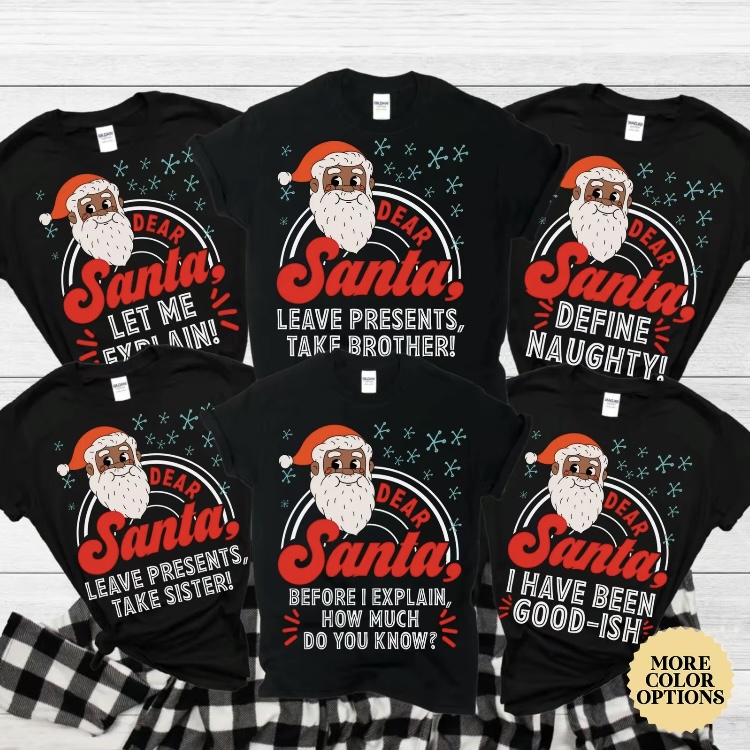 DEAR
Santa,
LET ME
EXPLAIN!
DEAR
Santa,
LEAVE PRESENTS,
TAKE BROTHER!
DEAR
Santa,
DEFINE
NAUGHTY!
DEAR
Santa,
LEAVE PRESENTS,
TAKE SISTER!
DEAR
Santa,
BEFORE I EXPLAIN,
HOW MUCH
DO YOU KNOW?
DEAR
Santa,
I HAVE BEEN
GOOD-ISH
MORE
COLOR
OPTIONS